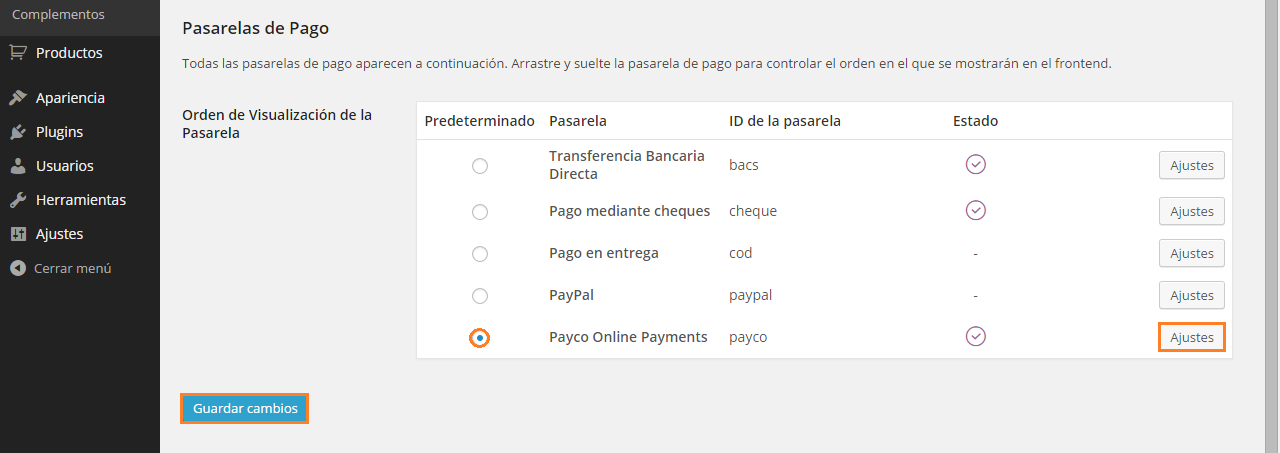 Complementos
Productos
Apariencia
Plugins
Usuarios
Herramientas
Ajustes
Cerrar menú
Pasarelas de Pago
Todas las pasarelas de pago aparecen a continuación. Arrastre y suelte la pasarela de pago para controlar el orden en el que se mostrarán en el frontend.
Orden de Visualización de la
Pasarela
Predeterminado Pasarela ID de la pasarela Estado
Transferencia Bancaria
Directa bacs Ajustes
Pago mediante cheques cheque Ajustes
Pago en entrega cod - Ajustes
PayPal paypal - Ajustes
Payco Online Payments payco Ajustes
Guardar cambios